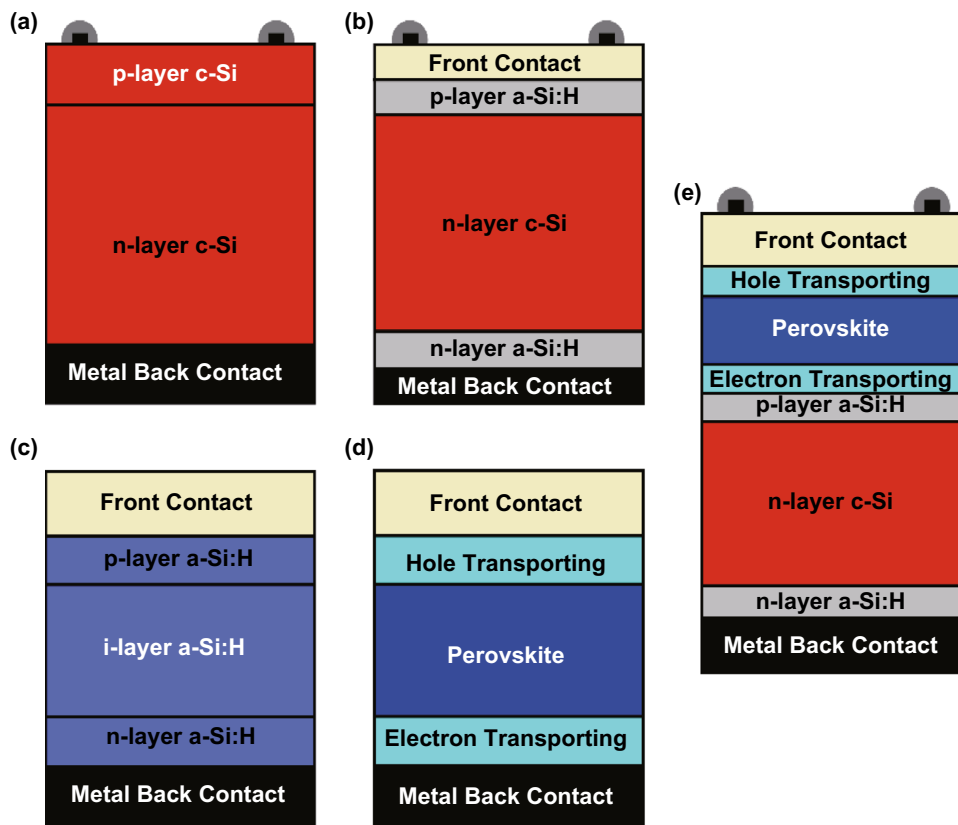 (a)
p-layer c-Si
n-layer c-Si
Metal Back Contact
(b)
Front Contact
p-layer a-Si:H
n-layer c-Si
n-layer a-Si:H
Metal Back Contact
(c)
Front Contact
p-layer a-Si:H
i-layer a-Si:H
n-layer a-Si:H
Metal Back Contact
(d)
Front Contact
Hole Transporting
Perovskite
Electron Transporting
Metal Back Contact
(e)
Front Contact
Hole Transporting
Perovskite
Electron Transporting
p-layer a-Si:H
n-layer c-Si
n-layer a-Si:H
Metal Back Contact